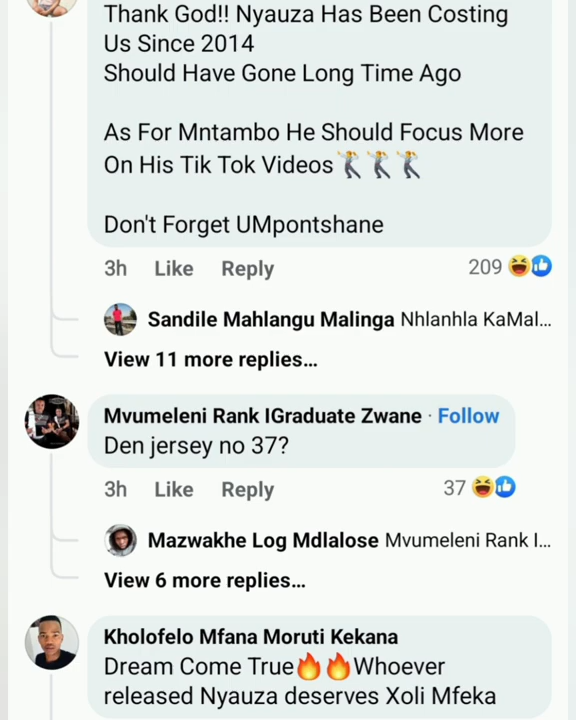 Thank God!! Nyauza Has Been Costing
Us Since 2014
Should Have Gone Long Time Ago
As For Mntambo He Should Focus More
On His Tik Tok Videos
Don't Forget UMpontshane
3h Like Reply 209
Sandile Mahlangu Malinga Nhlanhla KaMal...
View 11 more replies...
Mvumeleni Rank IGraduate Zwane · Follow
Den jersey no 37?
3h Like Reply 37
Mazwakhe Log Mdlalose Mvumeleni Rank I...
View 6 more replies...
Kholofelo Mfana Moruti Kekana
Dream Come True🔥🔥Whoever
released Nyauza deserves Xoli Mfeka